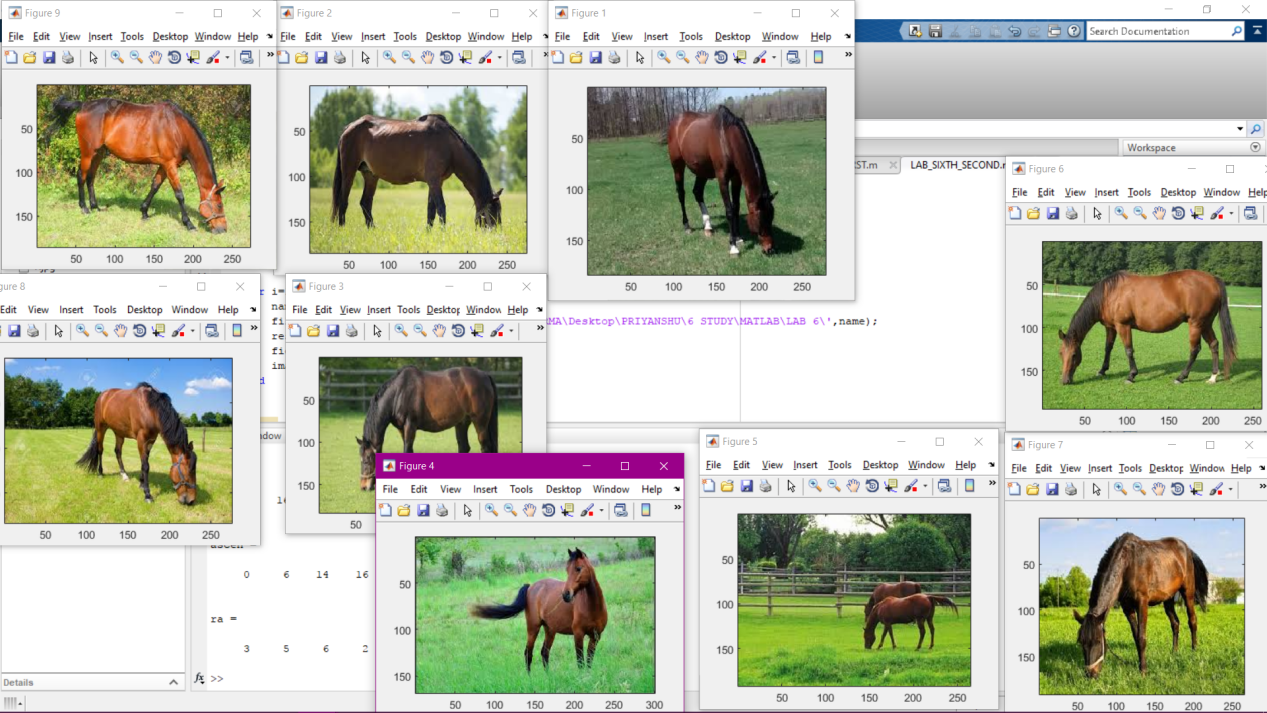 Figure 9
File Edit View Insert Tools Desktop Window Help
50
100
150
50 100 150 200 250
Figure 2
File Edit View Insert Tools Desktop Window Help
50
100
150
50 100 150 200 250
Figure 1
File Edit View Insert Tools Desktop Window Help
50
100
150
50 100 150 200 250
Search Documentation
Workspace
ST.m
LAB_SIXTH_SECOND.
Figure 6
File Edit View Insert Tools Desktop Window Help
50
100
150
50 100 150 200 250
gure 8
Edit View Insert Tools Desktop Window Help
50 100 150 200 250
Figure 3
File Edit View Insert Tools Desktop Window Help
50
100
150
50
r i=
na
fi
re
fi
im
d
MA\Desktop\PRIYANSHU\6 STUDY\MATLAB\LAB 6\',name);
ndow
Figure 4
File Edit View Insert Tools Desktop Window Help
50
100
150
50 100 150 200 250 300
Figure 5
File Edit View Insert Tools Desktop Window Help
50
100
150
50 100 150 200 250
Figure 7
File Edit View Insert Tools Desktop Window Help
50
100
150
50 100 150 200 250
0 6 14 16
ra =
3 5 6 2
fx >>
Details